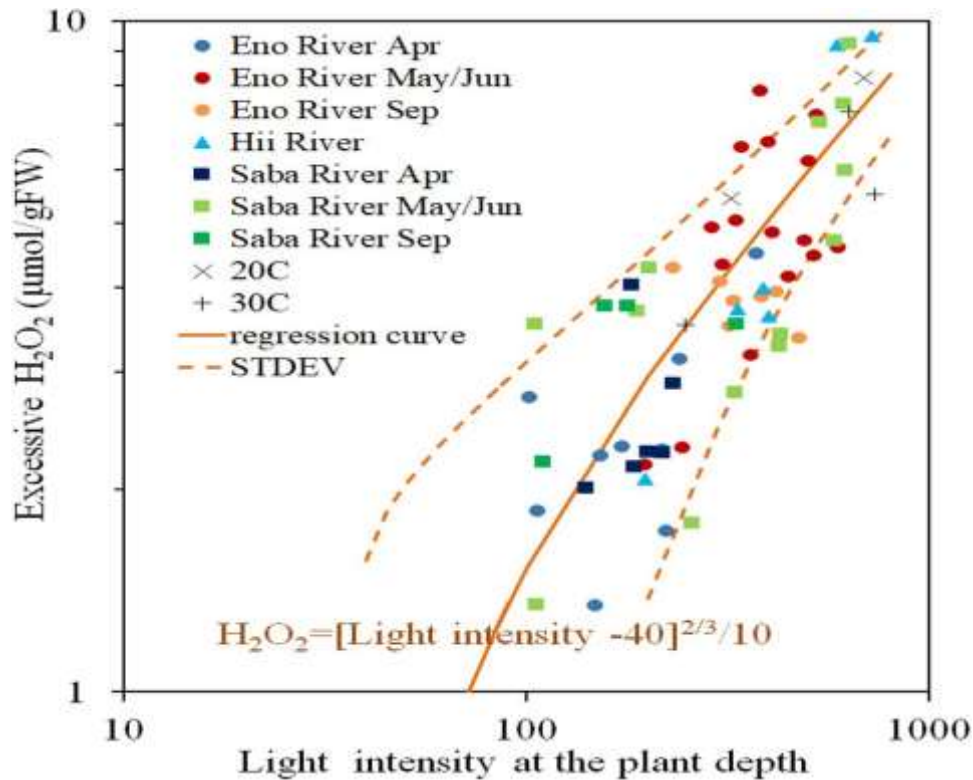 10
Eno River Apr
Eno River May/Jun
Eno River Sep
Hii River
Saba River Apr
Saba River May/Jun
Saba River Sep
20C
30C
regression curve
STDEV
Excessive H₂O₂ (μmol/gFW)
H₂O₂=[Light intensity -40]²ᐟ³/10
1
10 100 1000
Light intensity at the plant depth